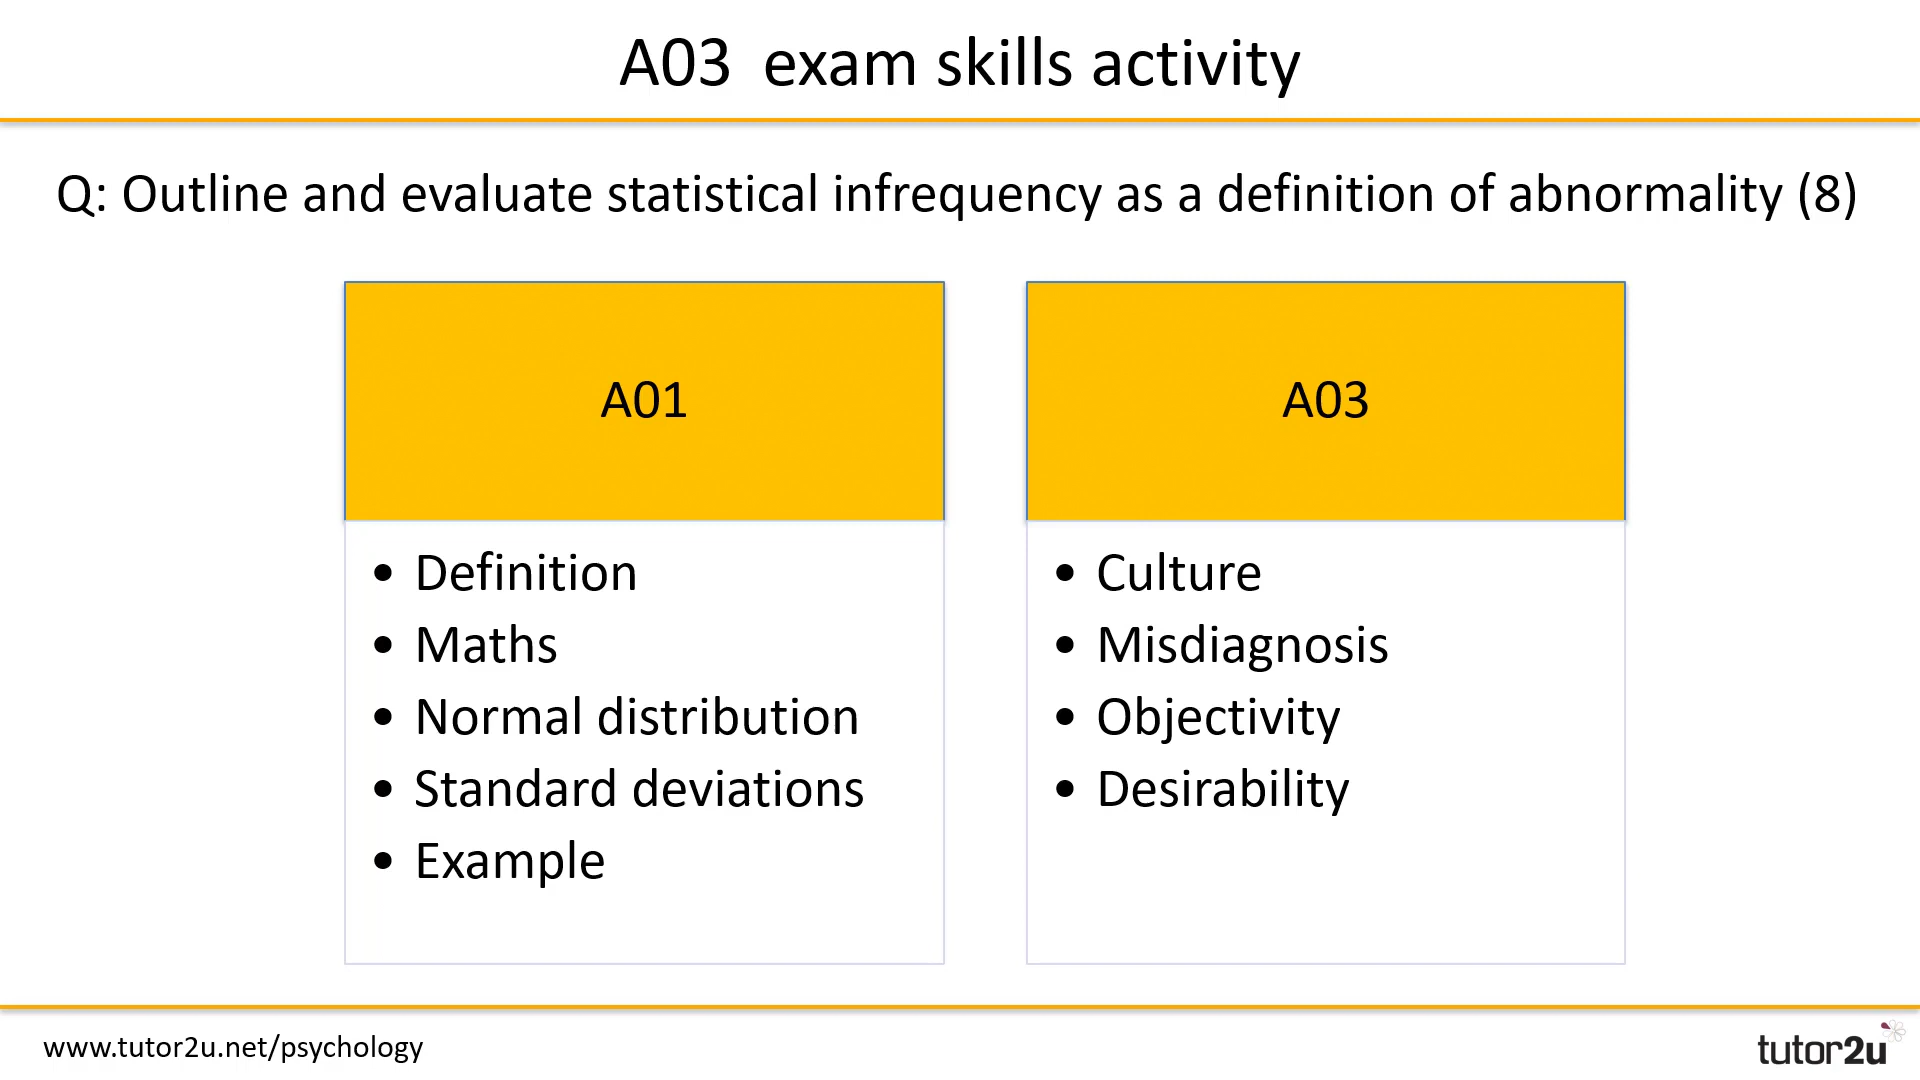 A03 exam skills activity
Q: Outline and evaluate statistical infrequency as a definition of abnormality (8)
A01
• Definition
• Maths
• Normal distribution
• Standard deviations
• Example
A03
• Culture
• Misdiagnosis
• Objectivity
• Desirability
www.tutor2u.net/psychology
tutor2u